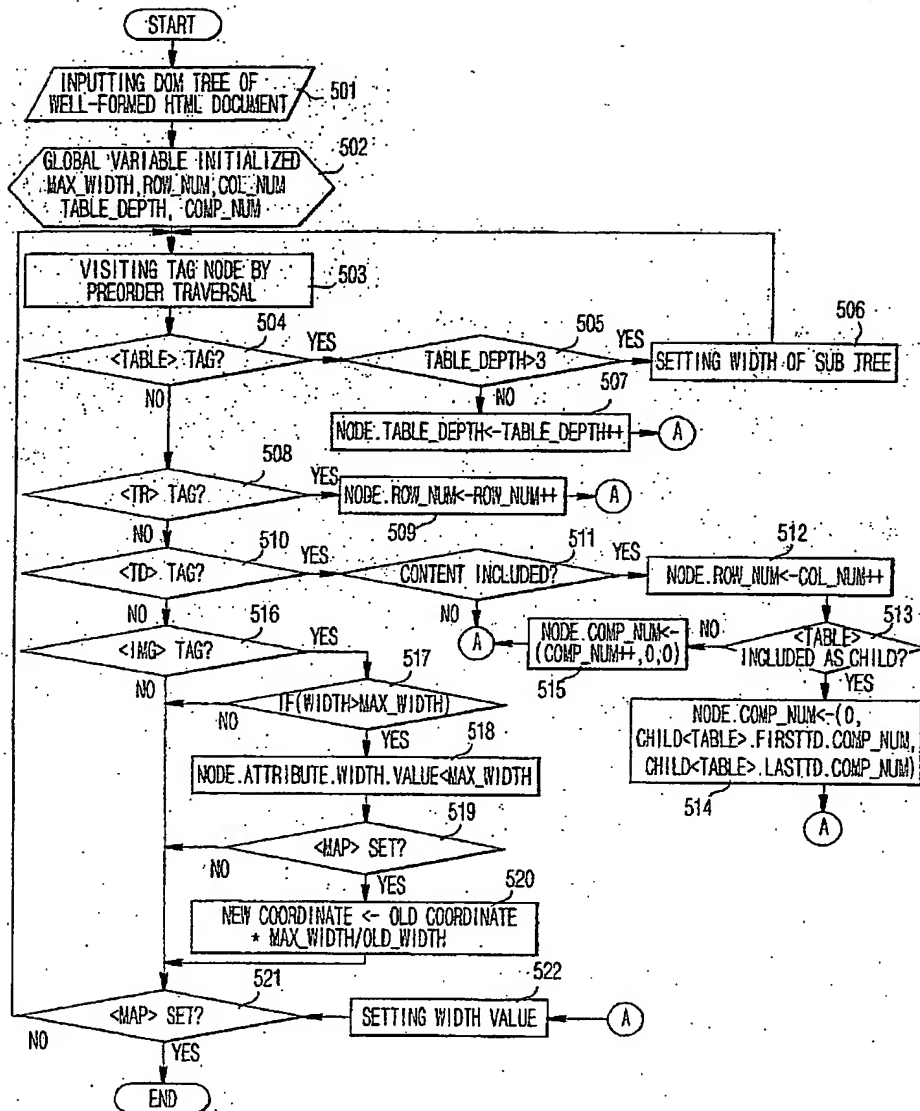 START
INPUTTING DOM TREE OF
WELL-FORMED HTML DOCUMENT
501
502
GLOBAL VARIABLE INITIALIZED
MAX_WIDTH,ROW_NUM,COL_NUM
TABLE_DEPTH, COMP_NUM
VISITING TAG NODE BY
PREORDER TRAVERSAL
503
504
<TABLE> TAG?
YES
NO
505
TABLE_DEPTH>3
YES
NO
506
SETTING WIDTH OF SUB TREE
507
NODE.TABLE_DEPTH<-TABLE_DEPTH++
A
508
<TR> TAG?
YES
NO
NODE.ROW_NUM<-ROW_NUM++
509
A
510
<TD> TAG?
YES
NO
511
CONTENT INCLUDED?
YES
NO
A
512
NODE.ROW_NUM<-COL_NUM++
513
<TABLE>
INCLUDED AS CHILD?
NO
YES
NODE.COMP_NUM<-
(COMP_NUM++,0,0)
515
NODE.COMP_NUM<-(0,
CHILD<TABLE>.FIRSTTD.COMP_NUM,
CHILD<TABLE>.LASTTD.COMP_NUM)
514
A
516
<IMG> TAG?
YES
NO
517
IF(WIDTH>MAX_WIDTH)
NO
YES
518
NODE.ATTRIBUTE.WIDTH.VALUE<MAX_WIDTH
519
<MAP> SET?
NO
YES
520
NEW COORDINATE <- OLD COORDINATE
* MAX_WIDTH/OLD_WIDTH
521
<MAP> SET?
NO
YES
522
SETTING WIDTH VALUE
A
END